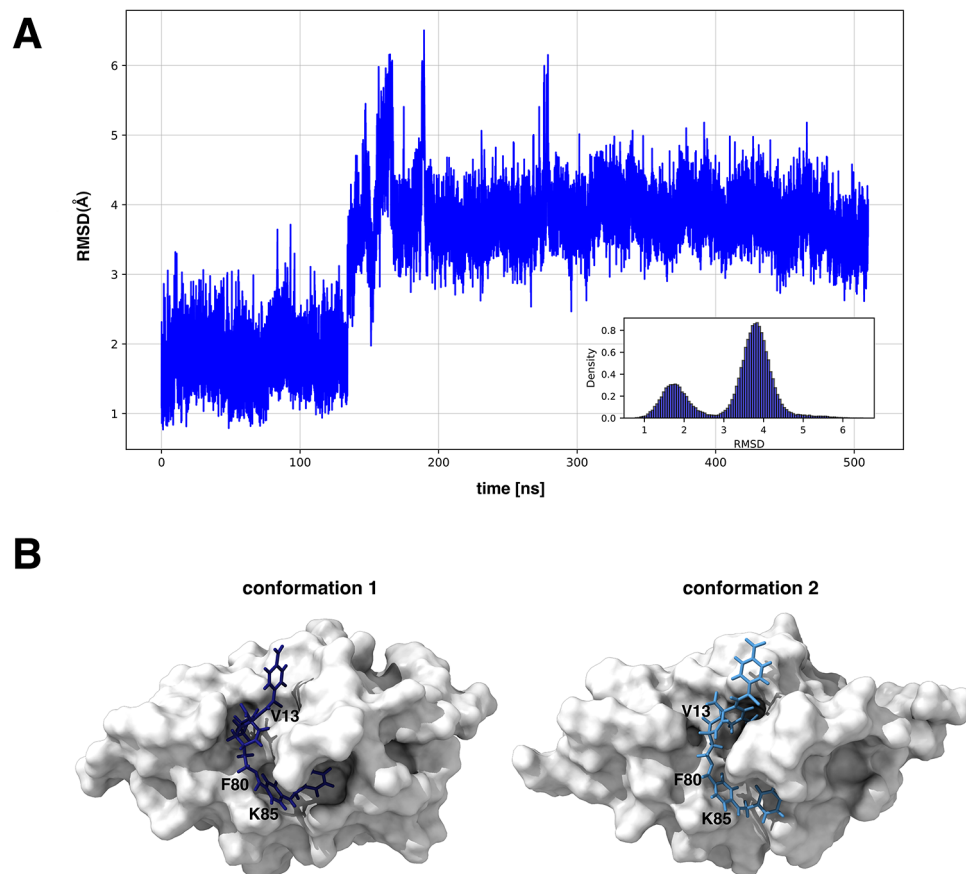 A
RMSD(Å)
6
5
4
3
2
1
0 100 200 300 400 500
time [ns]
Density
0.8
0.6
0.4
0.2
0.0
1 2 3 4 5 6
RMSD
B
conformation 1
V13
F80
K85
conformation 2
V13
F80
K85